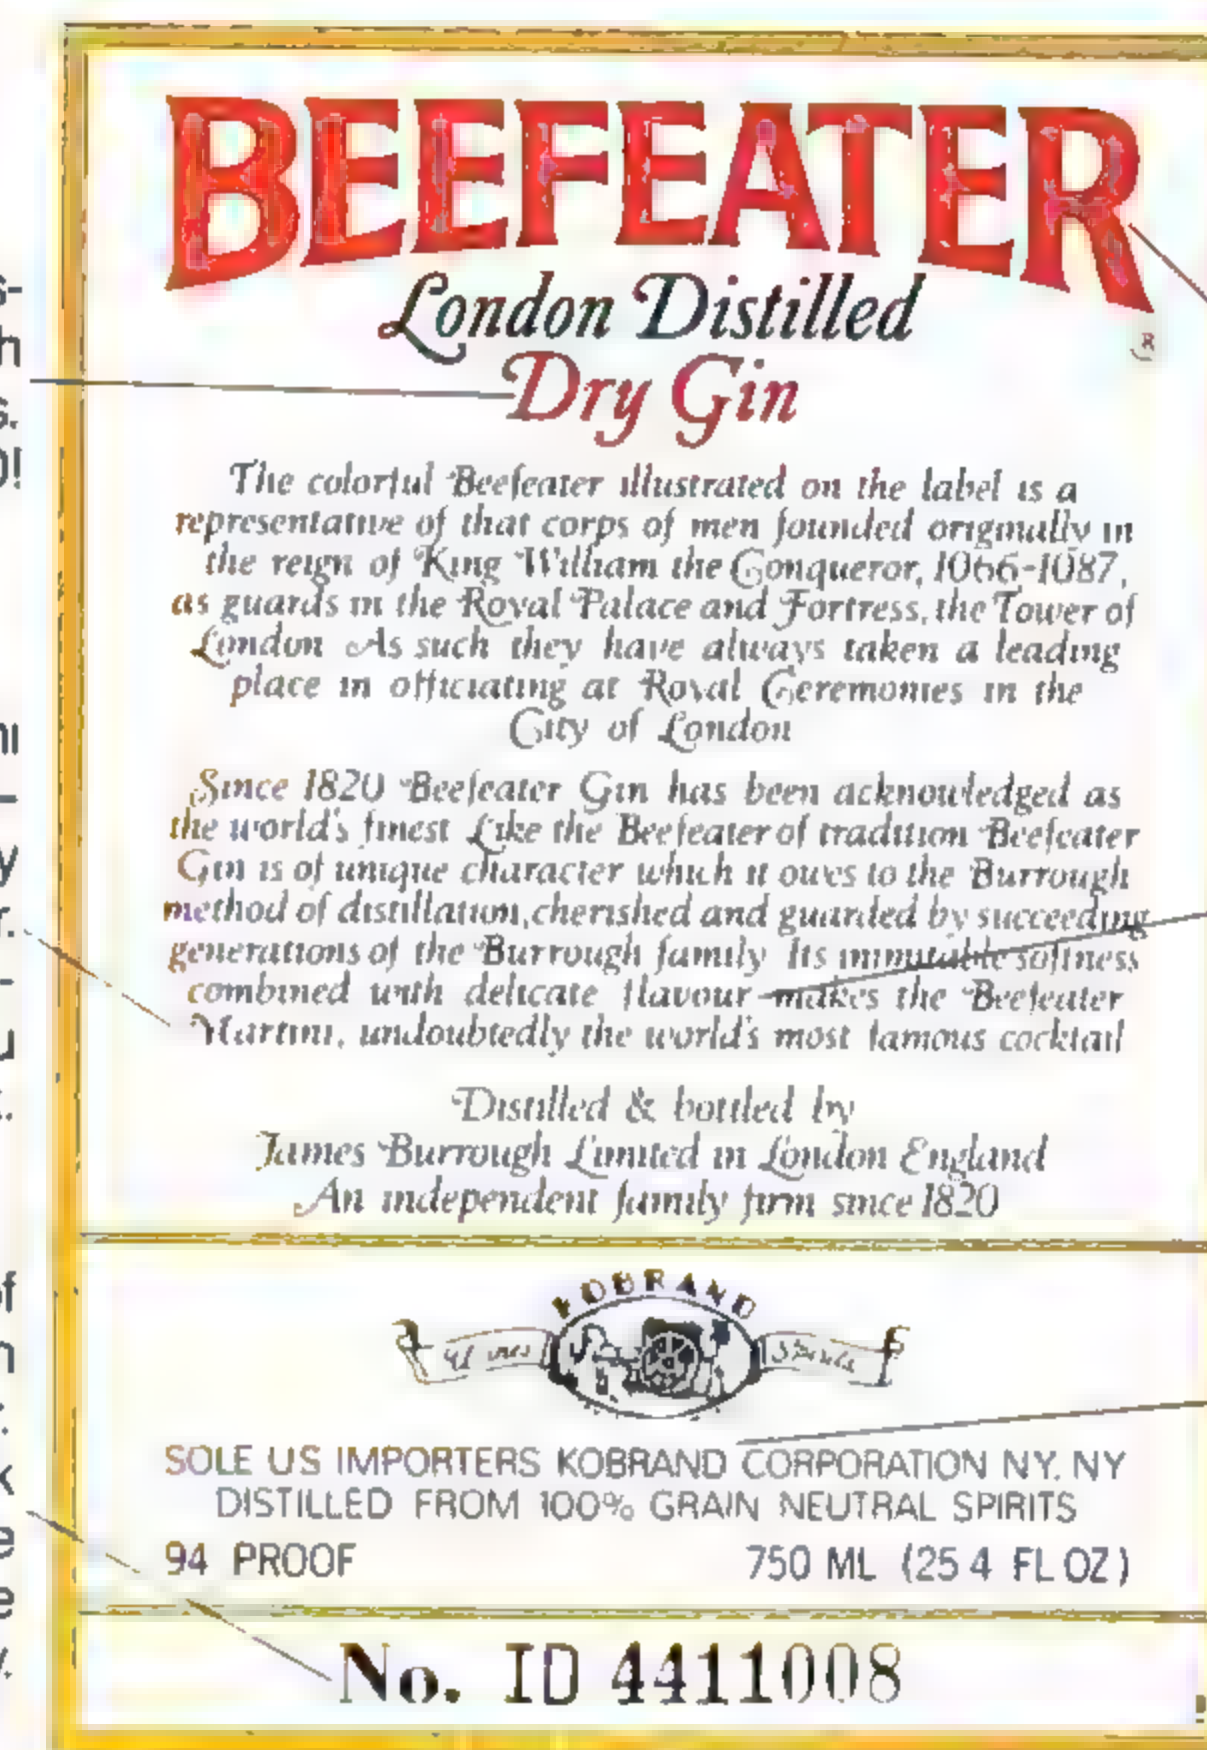 BEEFEATER
London Distilled
Dry Gin
®
The colorful Beefeater illustrated on the label is a
representative of that corps of men founded originally in
the reign of King William the Conqueror, 1066-1087,
as guards in the Royal Palace and Fortress, the Tower of
London As such they have always taken a leading
place in officiating at Royal Ceremonies in the
City of London
Since 1820 Beefeater Gin has been acknowledged as
the world's finest Like the Beefeater of tradition Beefeater
Gin is of unique character which it owes to the Burrough
method of distillation, cherished and guarded by succeeding
generations of the Burrough family Its immutable softness
combined with delicate flavour makes the Beefeater
Martini, undoubtedly the world's most famous cocktail
Distilled & bottled by
James Burrough Limited in London England
An independent family firm since 1820
KOBRAND
Wines Spirits
SOLE US IMPORTERS KOBRAND CORPORATION NY, NY
DISTILLED FROM 100% GRAIN NEUTRAL SPIRITS
94 PROOF 750 ML (25 4 FL OZ)
No. ID 4411008